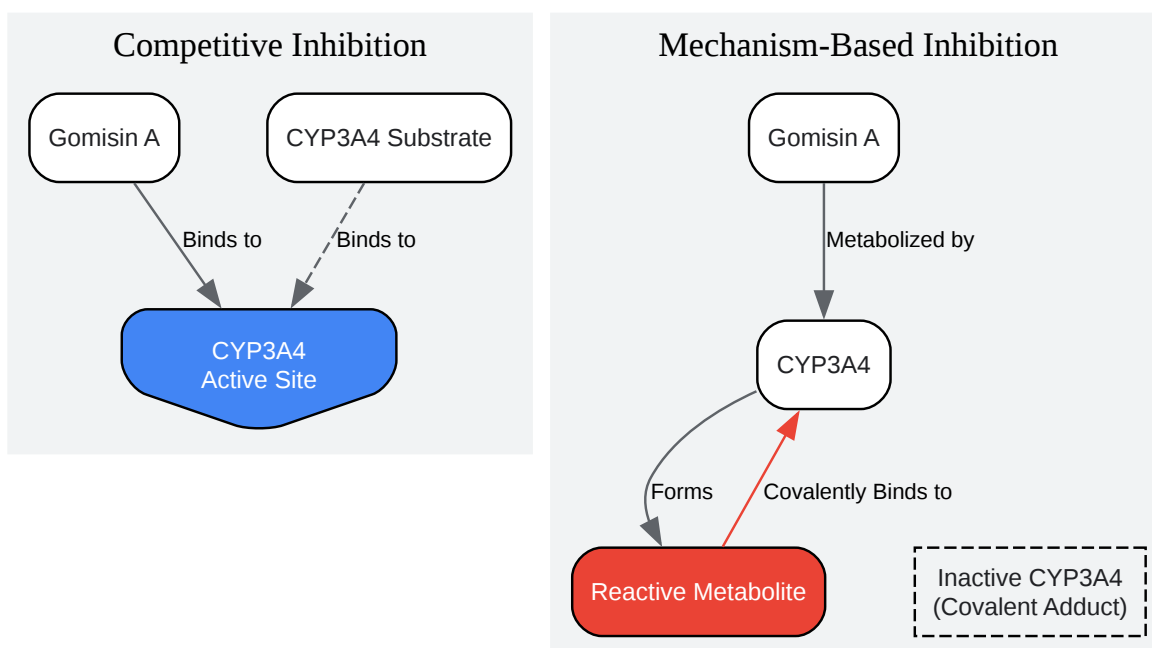 Competitive Inhibition
Gomisin A
CYP3A4 Substrate
Binds to
Binds to
CYP3A4
Active Site
Mechanism-Based Inhibition
Gomisin A
Metabolized by
CYP3A4
Forms
Covalently Binds to
Reactive Metabolite
Inactive CYP3A4
(Covalent Adduct)